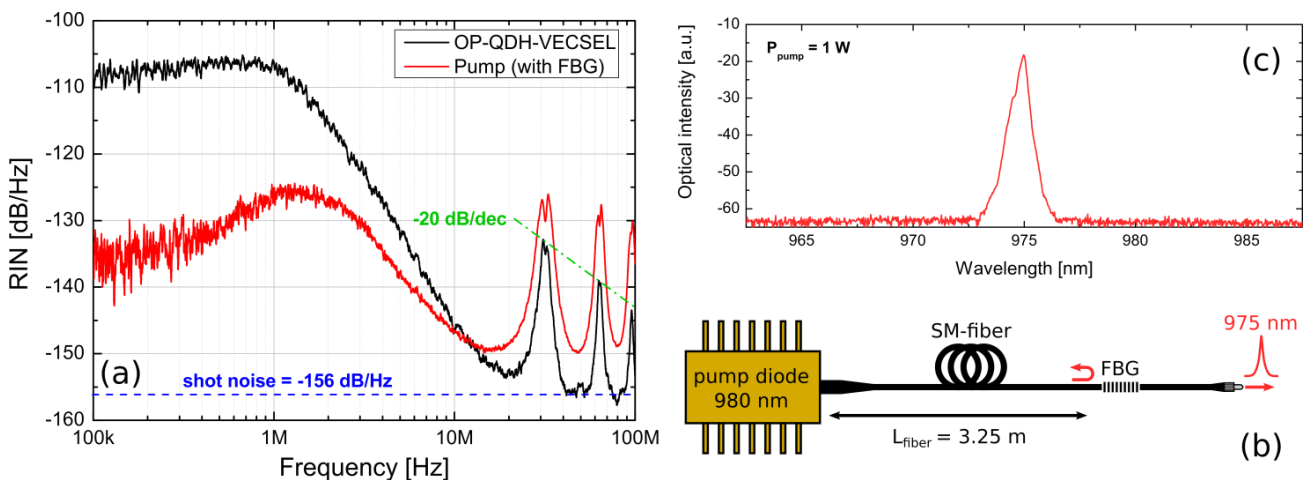 -100
-110
-120
-130
-140
-150
-160
RIN [dB/Hz]
OP-QDH-VECSEL
Pump (with FBG)
-20 dB/dec
(a)
shot noise = -156 dB/Hz
100k
1M
10M
100M
Frequency [Hz]
-10
-20
-30
-40
-50
-60
Optical intensity [a.u.]
P_pump = 1 W
(c)
965
970
975
980
985
Wavelength [nm]
SM-fiber
975 nm
FBG
pump diode
980 nm
L_fiber = 3.25 m
(b)